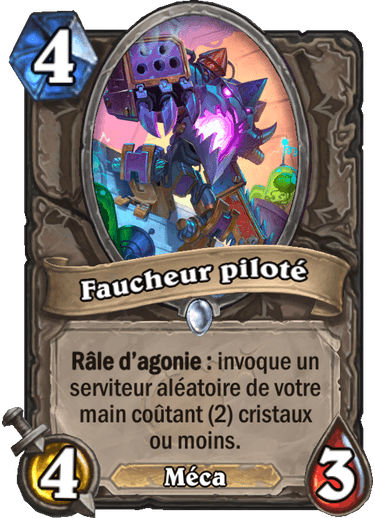 4
Faucheur piloté
Râle d'agonie : invoque un
serviteur aléatoire de votre
main coûtant (2) cristaux
ou moins.
4
Méca
3